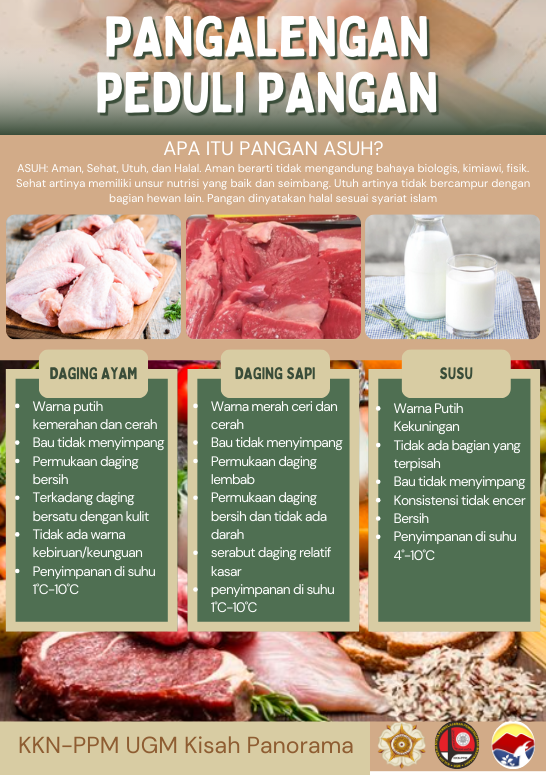 PANGALENGAN
PEDULI PANGAN
APA ITU PANGAN ASUH?
ASUH: Aman, Sehat, Utuh, dan Halal. Aman berarti tidak mengandung bahaya biologis, kimiawi, fisik.
Sehat artinya memiliki unsur nutrisi yang baik dan seimbang. Utuh artinya tidak bercampur dengan
bagian hewan lain. Pangan dinyatakan halal sesuai syariat islam
DAGING AYAM
• Warna putih
kemerahan dan cerah
• Bau tidak menyimpang
• Permukaan daging
bersih
• Terkadang daging
bersatu dengan kulit
• Tidak ada warna
kebiruan/keunguan
• Penyimpanan di suhu
1°C-10°C
DAGING SAPI
• Warna merah ceri dan
cerah
• Bau tidak menyimpang
• Permukaan daging
lembab
• Permukaan daging
bersih dan tidak ada
darah
• serabut daging relatif
kasar
• penyimpanan di suhu
1°C-10°C
SUSU
• Warna Putih
Kekuningan
• Tidak ada bagian yang
terpisah
• Bau tidak menyimpang
• Konsistensi tidak encer
• Bersih
• Penyimpanan di suhu
4°-10°C
KKN-PPM UGM Kisah Panorama